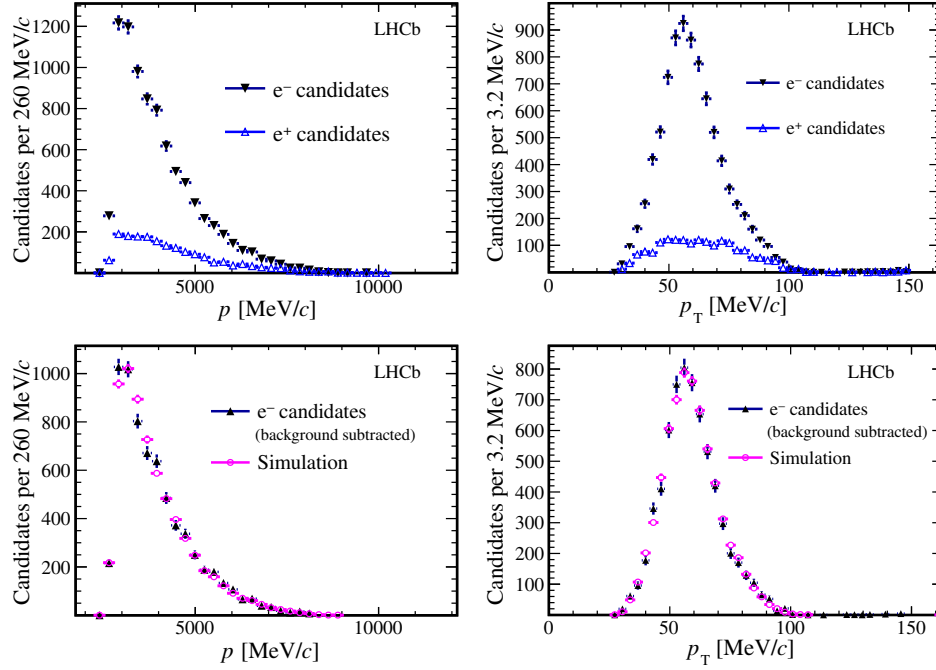 Candidates per 260 MeV/c
1200
1000
800
600
400
200
LHCb
e⁻ candidates
e⁺ candidates
5000
10000
p [MeV/c]
Candidates per 3.2 MeV/c
900
800
700
600
500
400
300
200
100
LHCb
e⁻ candidates
e⁺ candidates
0
50
100
150
p_T [MeV/c]
Candidates per 260 MeV/c
1000
800
600
400
200
LHCb
e⁻ candidates
(background subtracted)
Simulation
5000
10000
p [MeV/c]
Candidates per 3.2 MeV/c
800
700
600
500
400
300
200
100
0
LHCb
e⁻ candidates
(background subtracted)
Simulation
0
50
100
150
p_T [MeV/c]